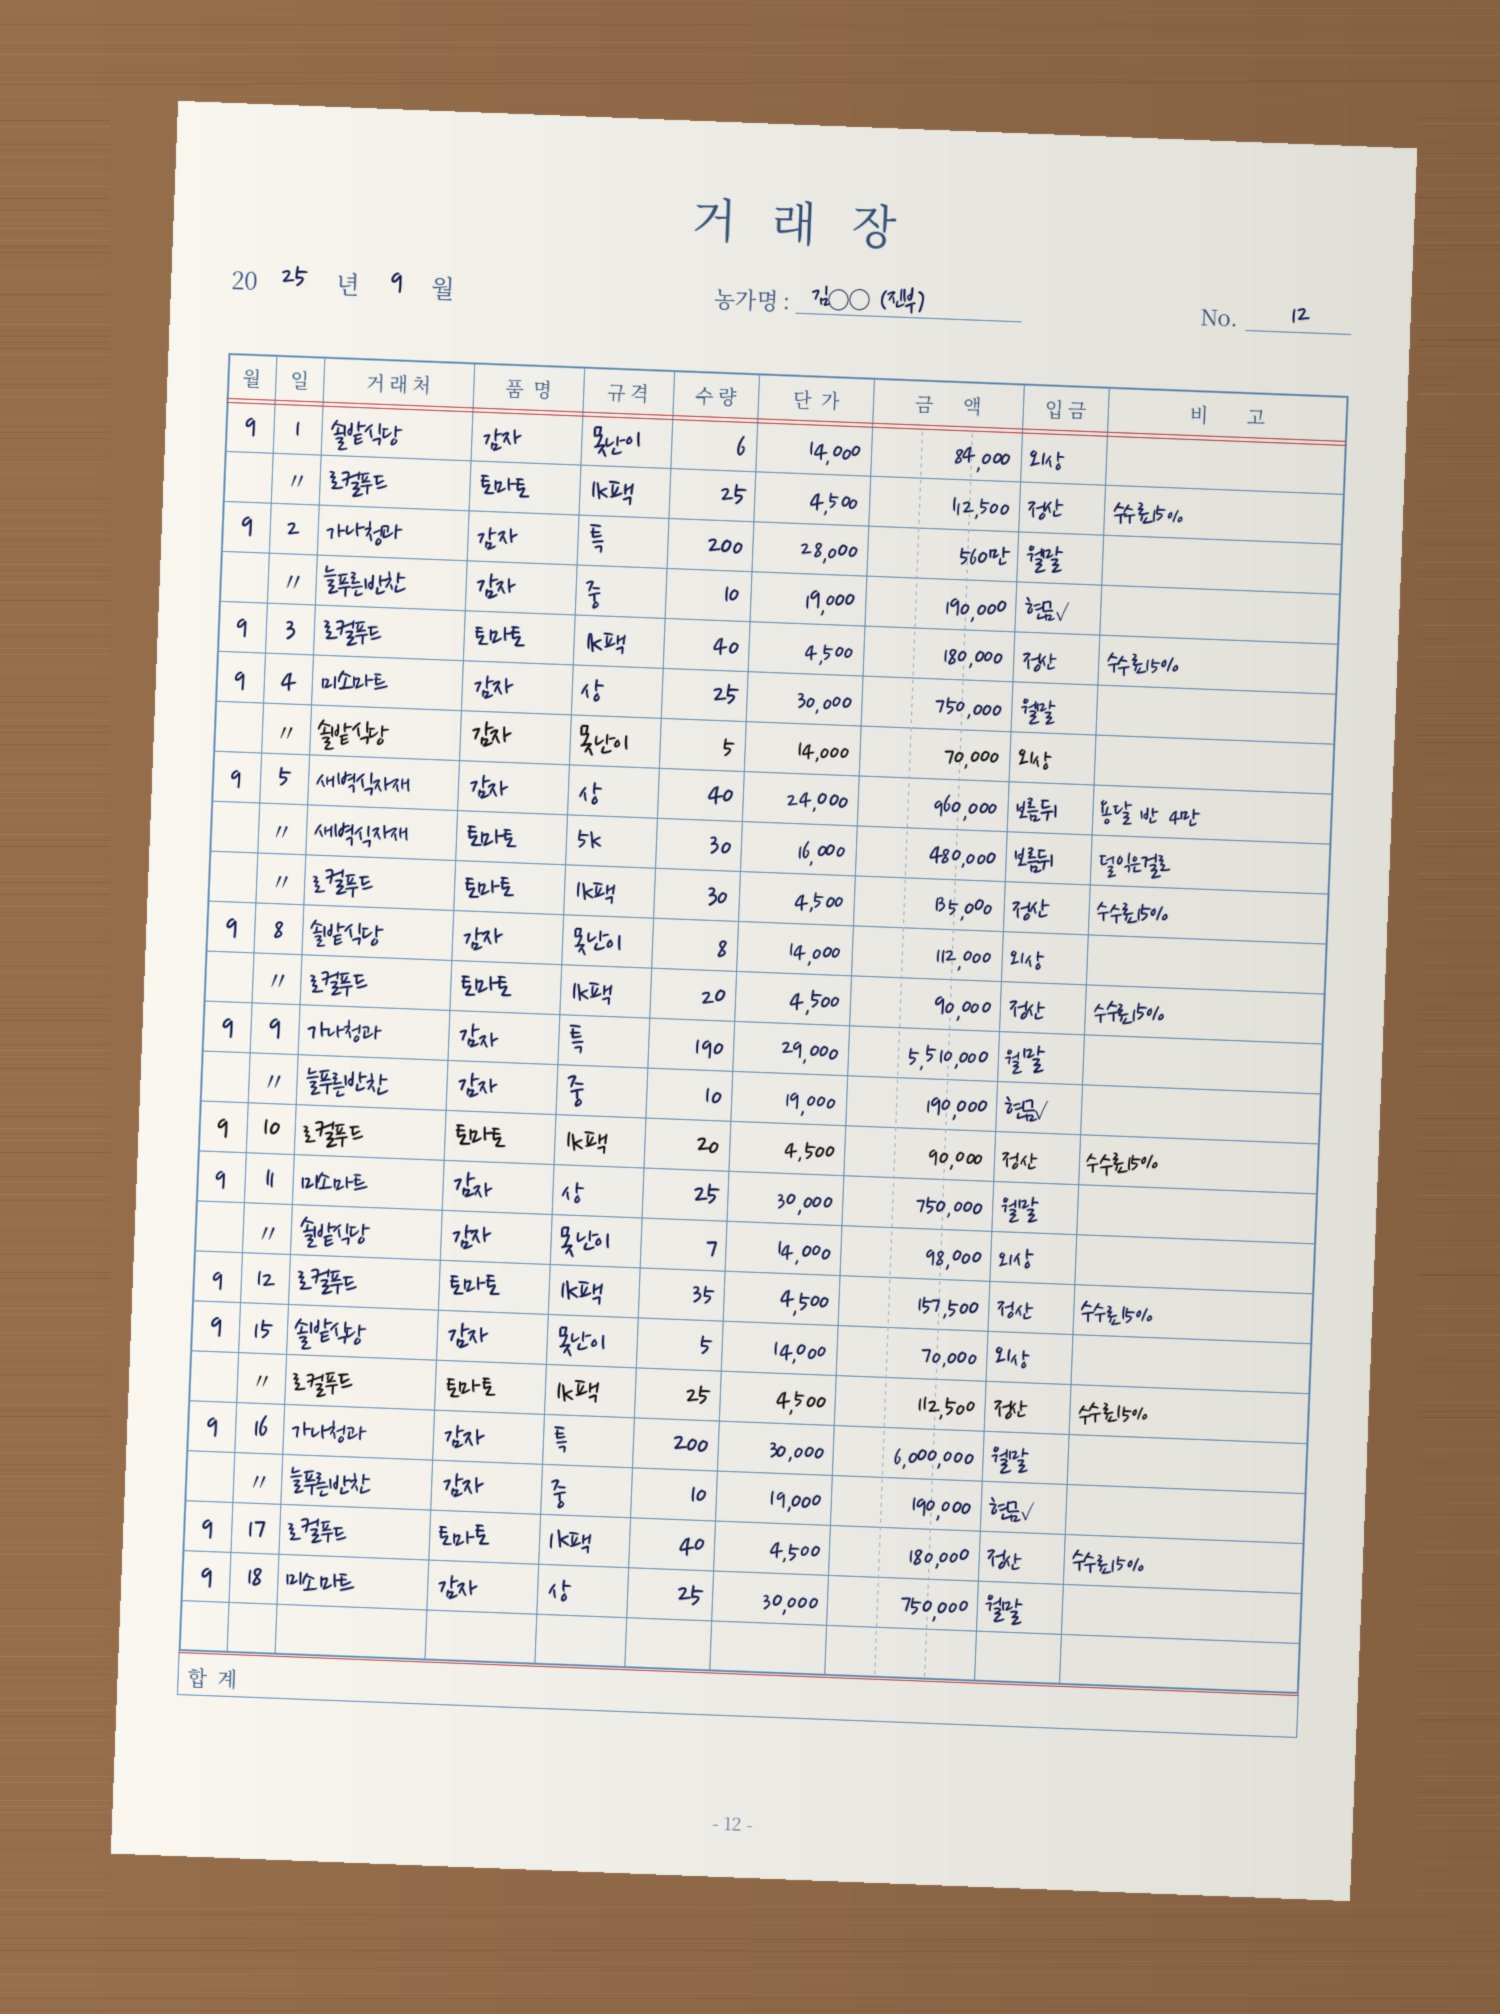 거 래 장
20 25 년 9 월 농가명 : 김○○ (진부) No. 12
월 일 거래처 품 명 규격 수량 단 가 금 액 입금 비 고
9 1 솔밭식당 감자 못난이 6 14,000 84,000 외상
〃 로컬푸드 토마토 1k팩 25 4,500 112,500 정산 수수료15%
9 2 가나청과 감자 특 200 28,000 560만 월말
〃 늘푸른반찬 감자 중 10 19,000 190,000 현금✓
9 3 로컬푸드 토마토 1k팩 40 4,500 180,000 정산 수수료15%
9 4 미소마트 감자 상 25 30,000 750,000 월말
〃 솔밭식당 감자 못난이 5 14,000 70,000 외상
9 5 새벽식자재 감자 상 40 24,000 960,000 보름뒤 용달 반 4만
〃 새벽식자재 토마토 5k 30 16,000 480,000 보름뒤 덜익은걸로
〃 로컬푸드 토마토 1k팩 30 4,500 135,000 정산 수수료15%
9 8 솔밭식당 감자 못난이 8 14,000 112,000 외상
〃 로컬푸드 토마토 1k팩 20 4,500 90,000 정산 수수료15%
9 9 가나청과 감자 특 190 29,000 5,510,000 월말
〃 늘푸른반찬 감자 중 10 19,000 190,000 현금✓
9 10 로컬푸드 토마토 1k팩 20 4,500 90,000 정산 수수료15%
9 11 미소마트 감자 상 25 30,000 750,000 월말
〃 솔밭식당 감자 못난이 7 14,000 98,000 외상
9 12 로컬푸드 토마토 1k팩 35 4,500 157,500 정산 수수료15%
9 15 솔밭식당 감자 못난이 5 14,000 70,000 외상
〃 로컬푸드 토마토 1k팩 25 4,500 112,500 정산 수수료15%
9 16 가나청과 감자 특 200 30,000 6,000,000 월말
〃 늘푸른반찬 감자 중 10 19,000 190,000 현금✓
9 17 로컬푸드 토마토 1k팩 40 4,500 180,000 정산 수수료15%
9 18 미소마트 감자 상 25 30,000 750,000 월말
합 계
- 12 -